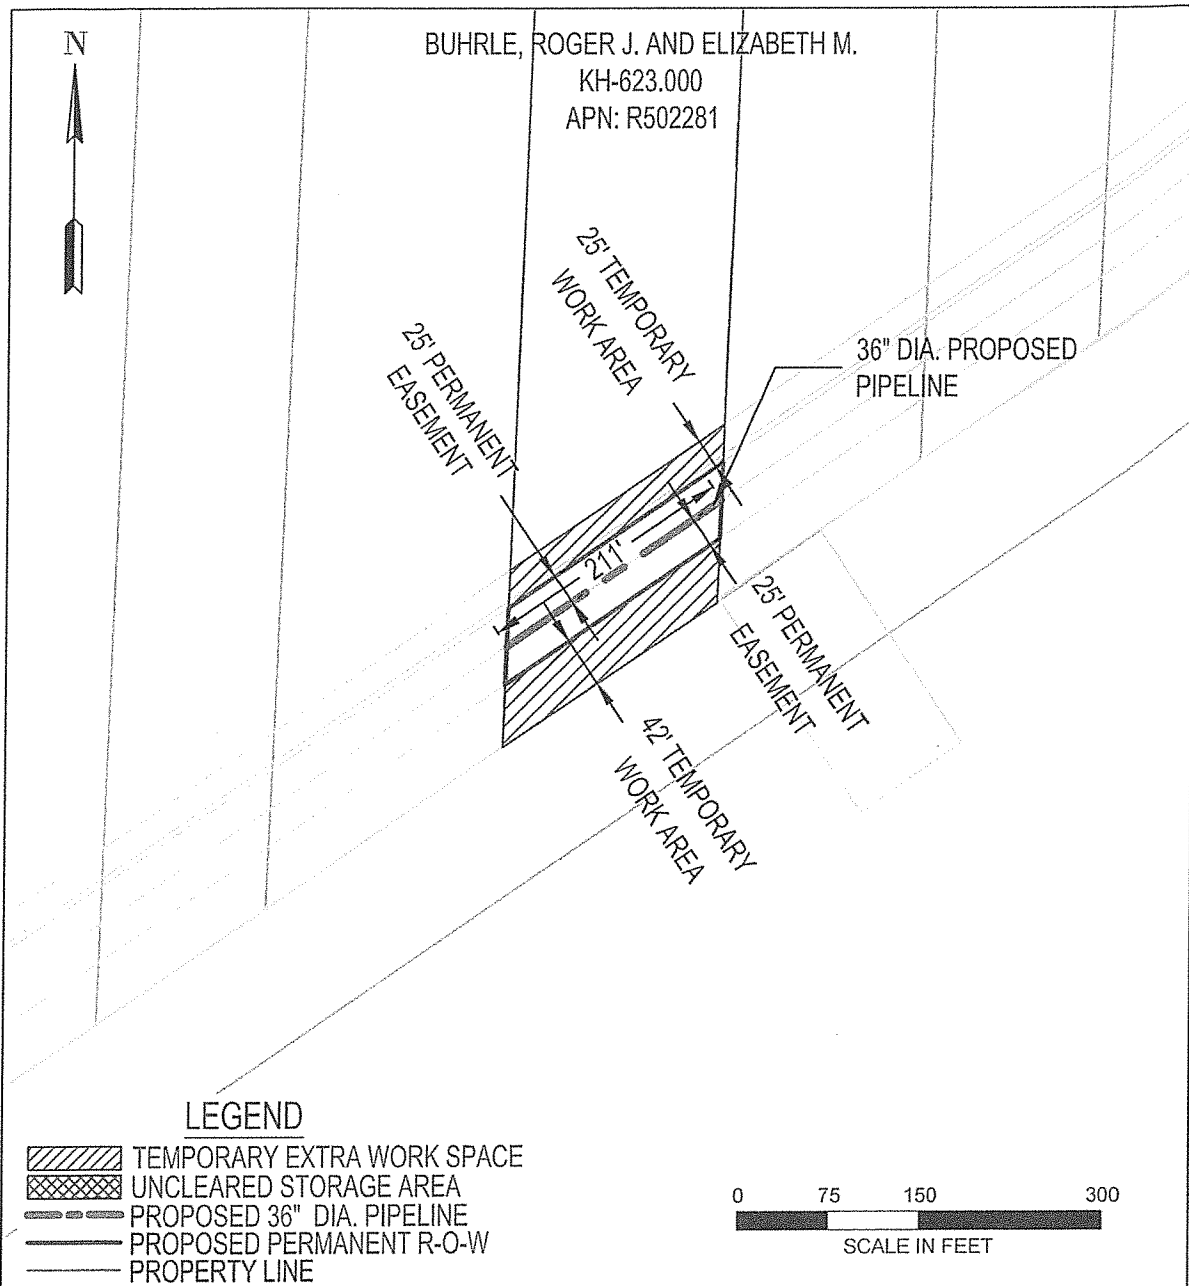 N
BUHRLE, ROGER J. AND ELIZABETH M.
KH-623.000
APN: R502281
25' TEMPORARY
WORK AREA
25' PERMANENT
EASEMENT
36" DIA. PROPOSED
PIPELINE
211'
25' PERMANENT
EASEMENT
42' TEMPORARY
WORK AREA
LEGEND
TEMPORARY EXTRA WORK SPACE
UNCLEARED STORAGE AREA
PROPOSED 36" DIA. PIPELINE
PROPOSED PERMANENT R-O-W
PROPERTY LINE
0 75 150 300
SCALE IN FEET